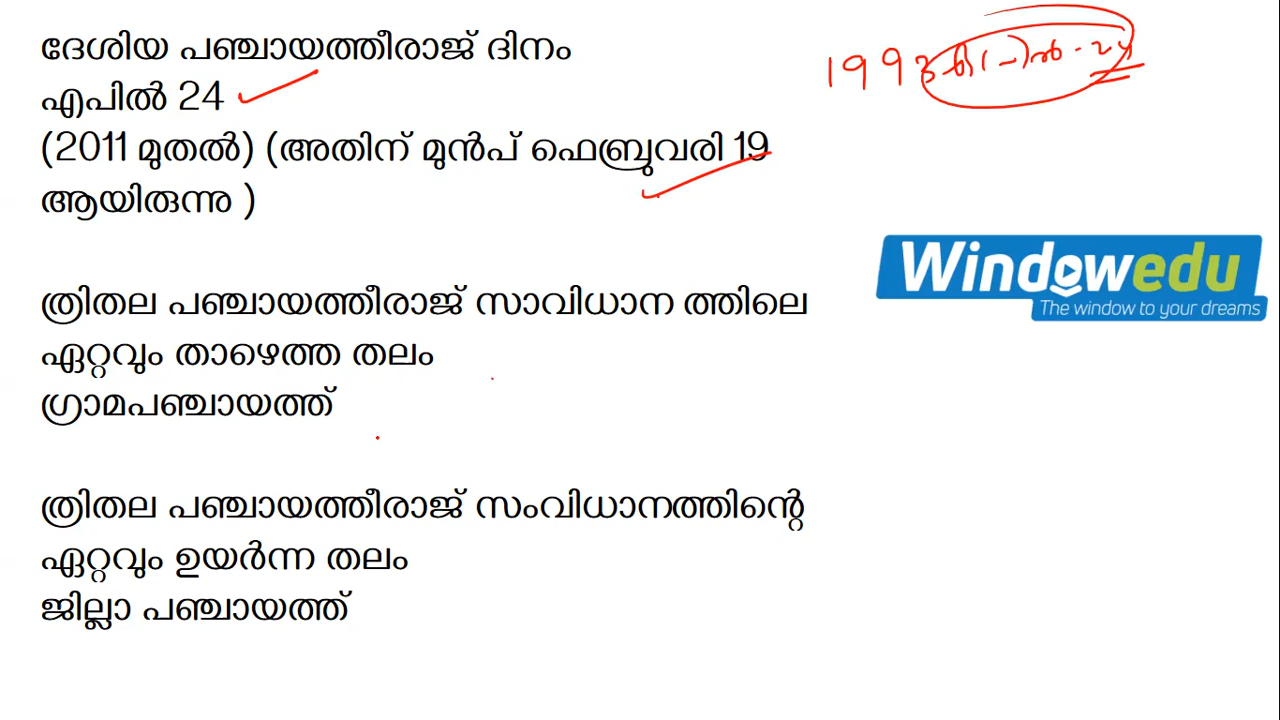 ദേശിയ പഞ്ചായത്തീരാജ് ദിനം
എപിൽ 24
(2011 മുതൽ) (അതിന് മുൻപ് ഫെബ്രുവരി 19
ആയിരുന്നു )
ത്രിതല പഞ്ചായത്തീരാജ് സാവിധാന ത്തിലെ
ഏറ്റവും താഴെത്ത തലം
ഗ്രാമപഞ്ചായത്ത്
ത്രിതല പഞ്ചായത്തീരാജ് സംവിധാനത്തിന്റെ
ഏറ്റവും ഉയർന്ന തലം
ജില്ലാ പഞ്ചായത്ത്
1993
Windowedu
The window to your dreams